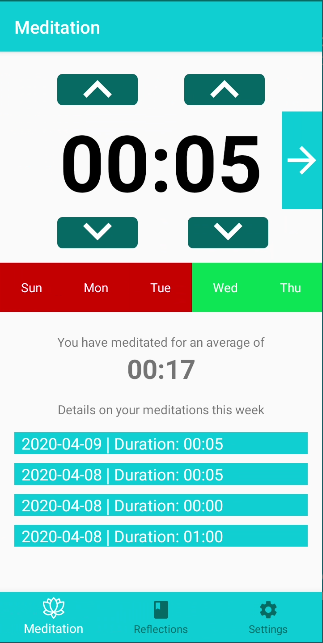 Meditation
00:05
Sun Mon Tue Wed Thu
You have meditated for an average of
00:17
Details on your meditations this week
2020-04-09 | Duration: 00:05
2020-04-08 | Duration: 00:05
2020-04-08 | Duration: 00:00
2020-04-08 | Duration: 01:00
Meditation Reflections Settings